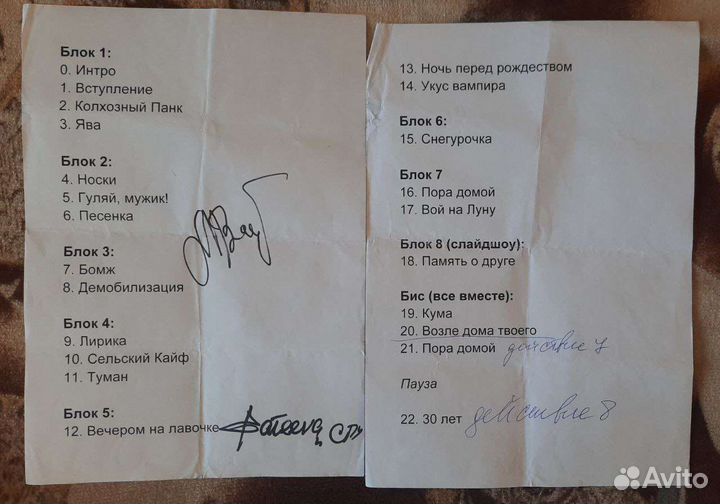 Блок 1:
0. Интро
1. Вступление
2. Колхозный Панк
3. Ява
Блок 2:
4. Носки
5. Гуляй, мужик!
6. Песенка
Блок 3:
7. Бомж
8. Демобилизация
Блок 4:
9. Лирика
10. Сельский Кайф
11. Туман
Блок 5:
12. Вечером на лавочке
13. Ночь перед рождеством
14. Укус вампира
Блок 6:
15. Снегурочка
Блок 7
16. Пора домой
17. Вой на Луну
Блок 8 (слайдшоу):
18. Память о друге
Бис (все вместе):
19. Кума
20. Возле дома твоего
21. Пора домой действие 7
Пауза
22. 30 лет действие 8
Avito